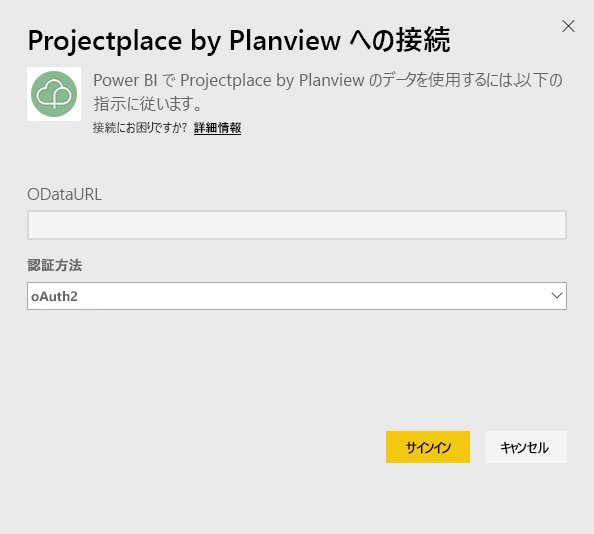 Projectplace by Planview への接続
Power BI で Projectplace by Planview のデータを使用するには、以下の
指示に従います。
接続にお困りですか? 詳細情報
ODataURL
認証方法
oAuth2
サインイン キャンセル